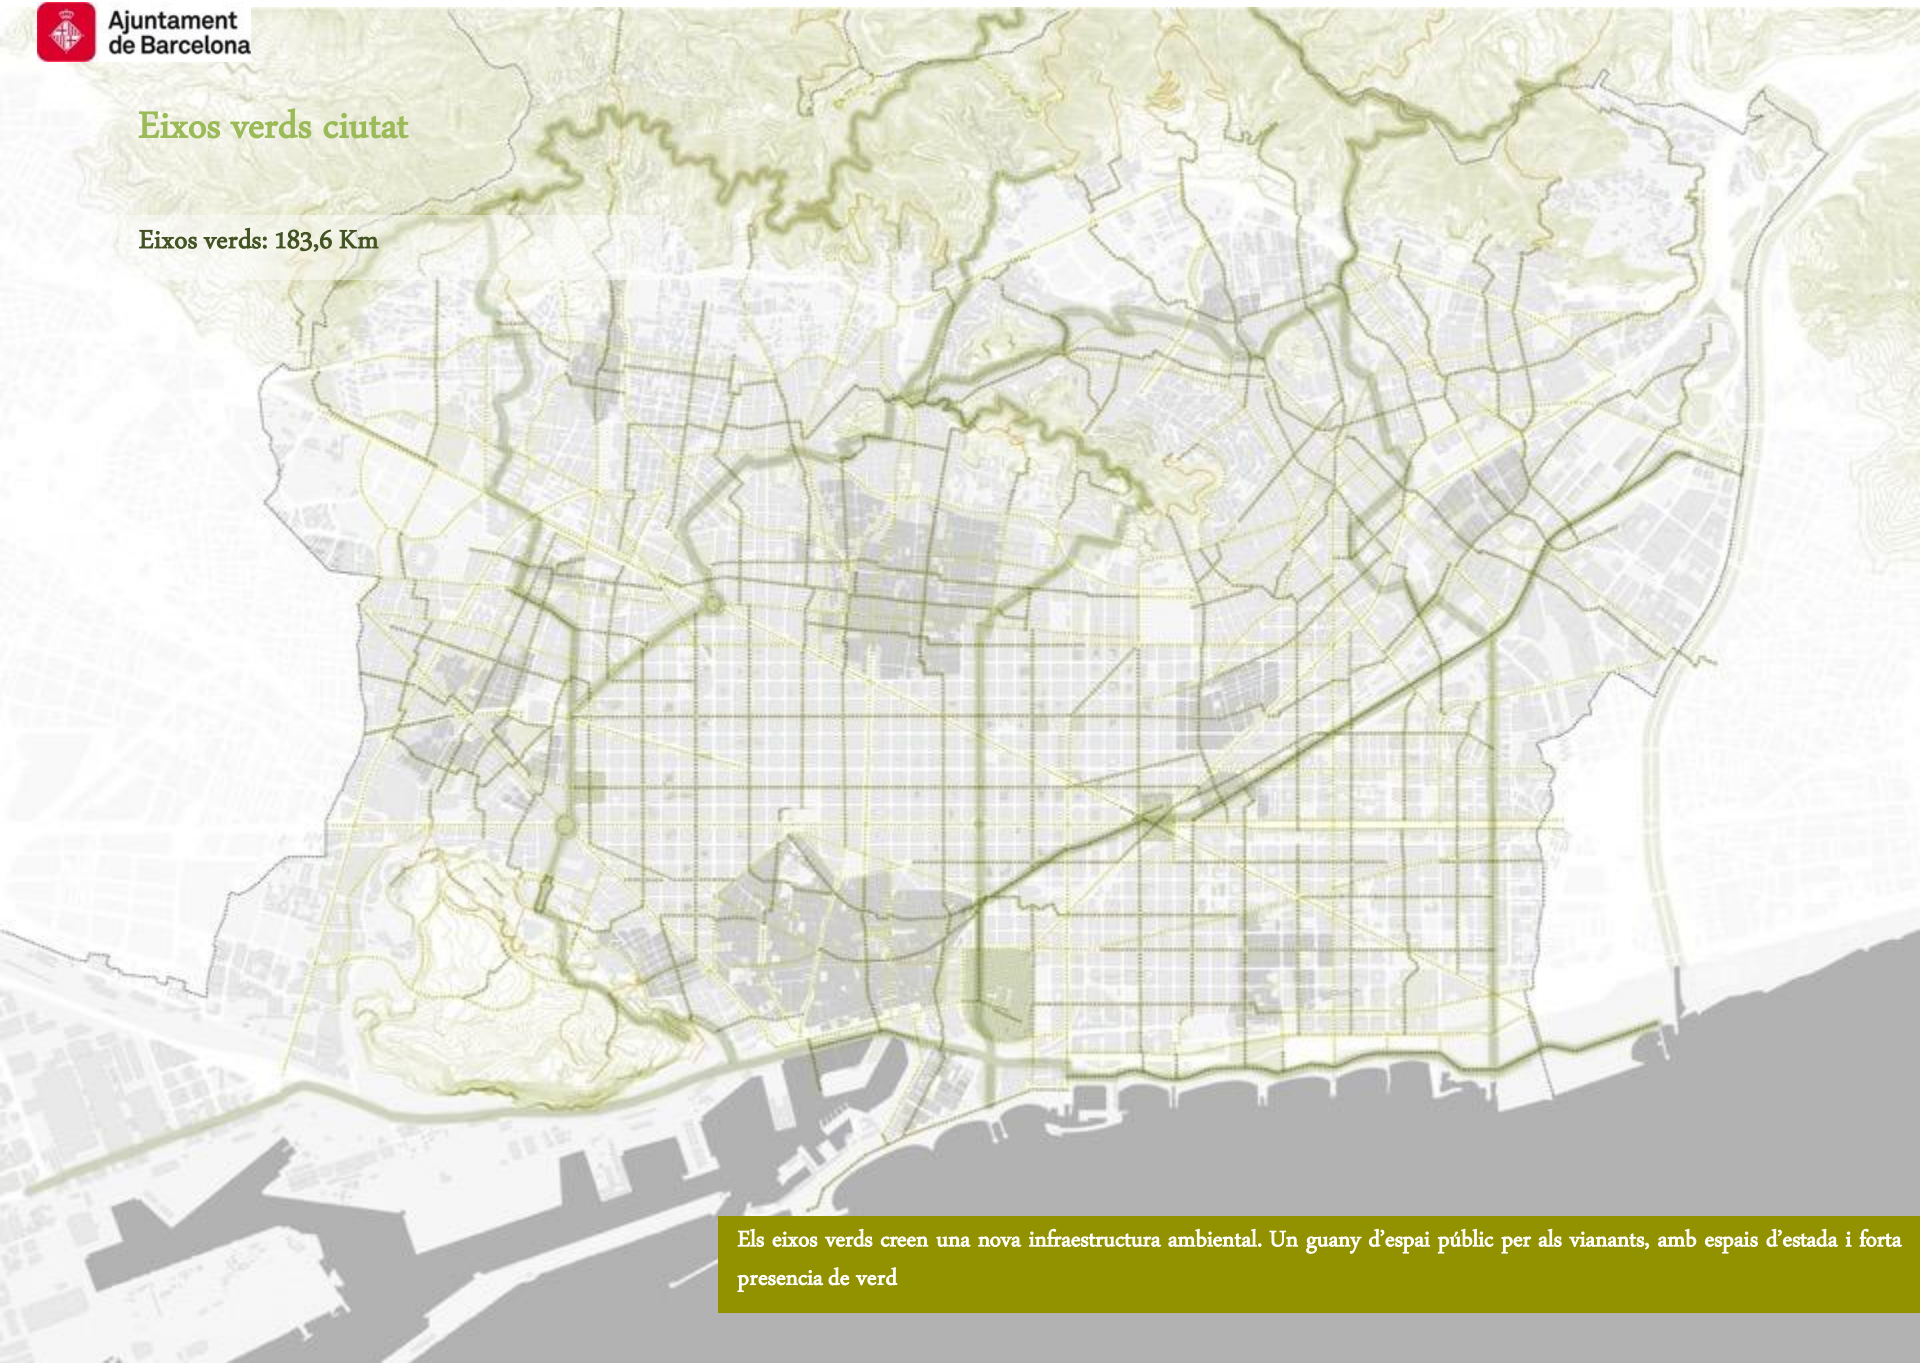 Ajuntament
de Barcelona
Eixos verds ciutat
Eixos verds: 183,6 Km
Els eixos verds creen una nova infraestructura ambiental. Un guany d’espai públic per als vianants, amb espais d’estada i forta
presencia de verd